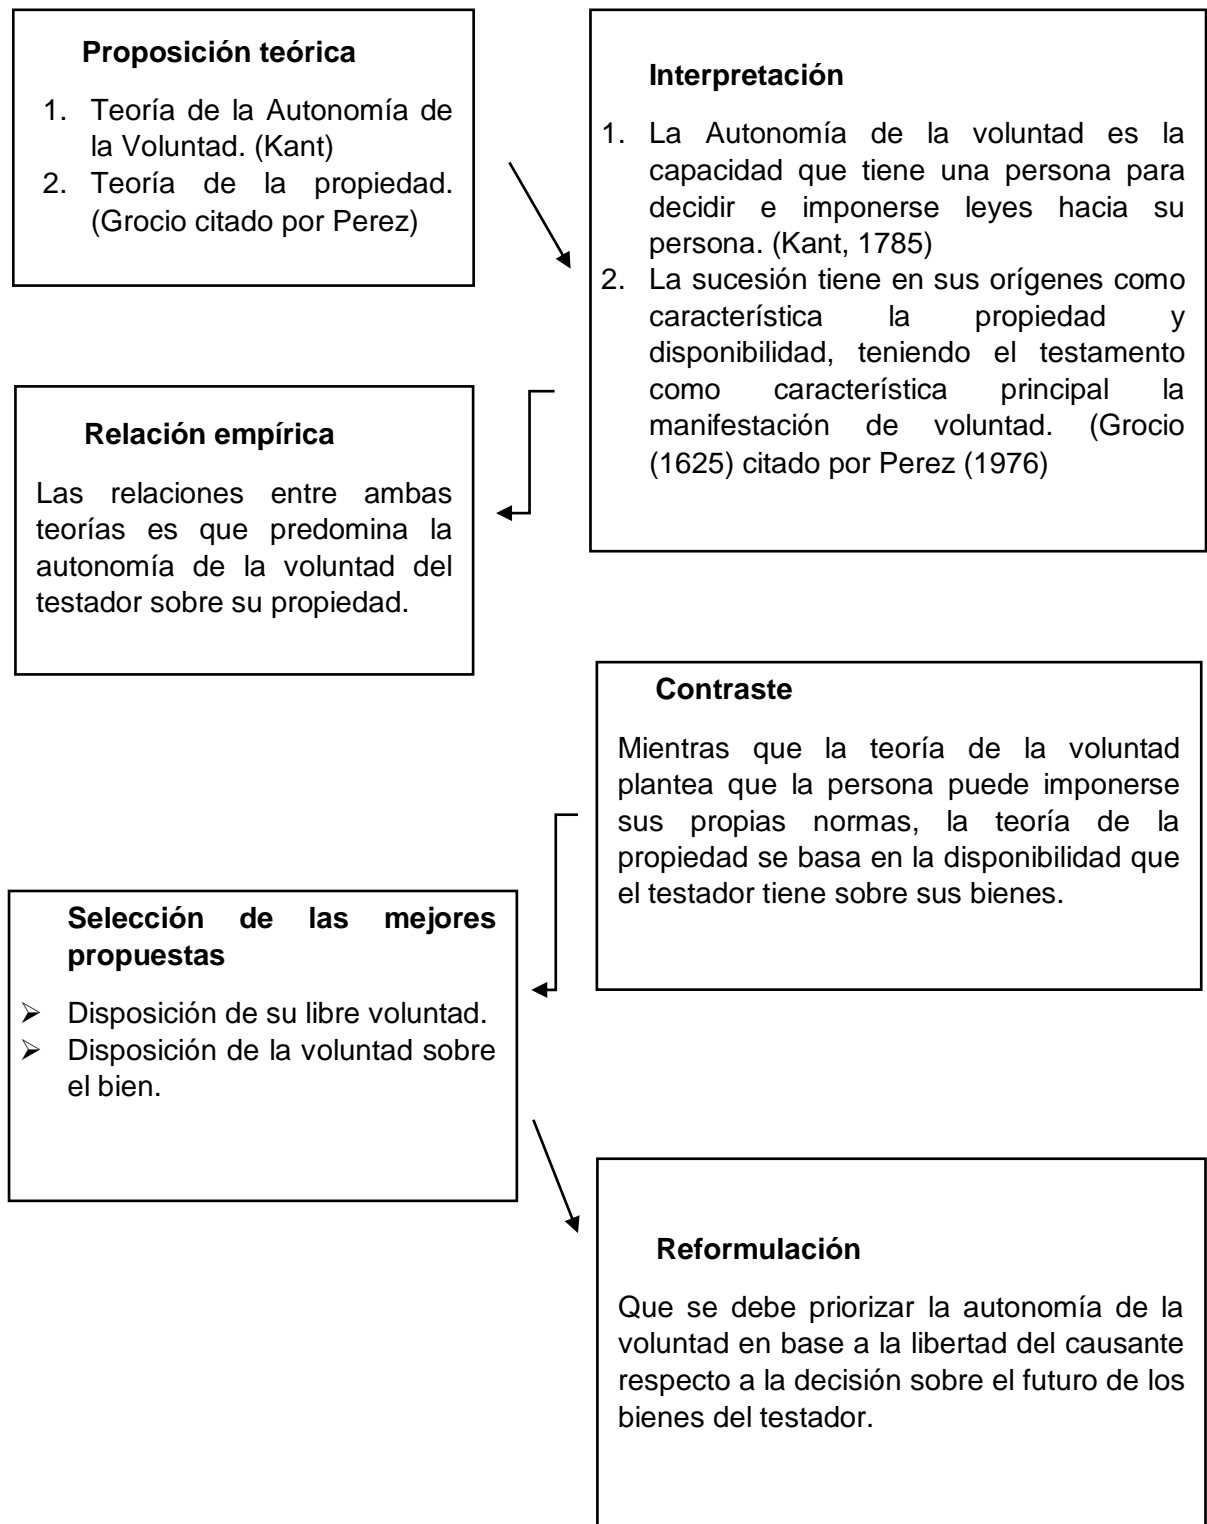 Proposición teórica
1. Teoría de la Autonomía de
la Voluntad. (Kant)
2. Teoría de la propiedad.
(Grocio citado por Perez)
Interpretación
1. La Autonomía de la voluntad es la
capacidad que tiene una persona para
decidir e imponerse leyes hacia su
persona. (Kant, 1785)
2. La sucesión tiene en sus orígenes como
característica la propiedad y
disponibilidad, teniendo el testamento
como característica principal la
manifestación de voluntad. (Grocio
(1625) citado por Perez (1976)
Relación empírica
Las relaciones entre ambas
teorías es que predomina la
autonomía de la voluntad del
testador sobre su propiedad.
Contraste
Mientras que la teoría de la voluntad
plantea que la persona puede imponerse
sus propias normas, la teoría de la
propiedad se basa en la disponibilidad que
el testador tiene sobre sus bienes.
Selección de las mejores
propuestas
➢ Disposición de su libre voluntad.
➢ Disposición de la voluntad sobre
el bien.
Reformulación
Que se debe priorizar la autonomía de la
voluntad en base a la libertad del causante
respecto a la decisión sobre el futuro de los
bienes del testador.